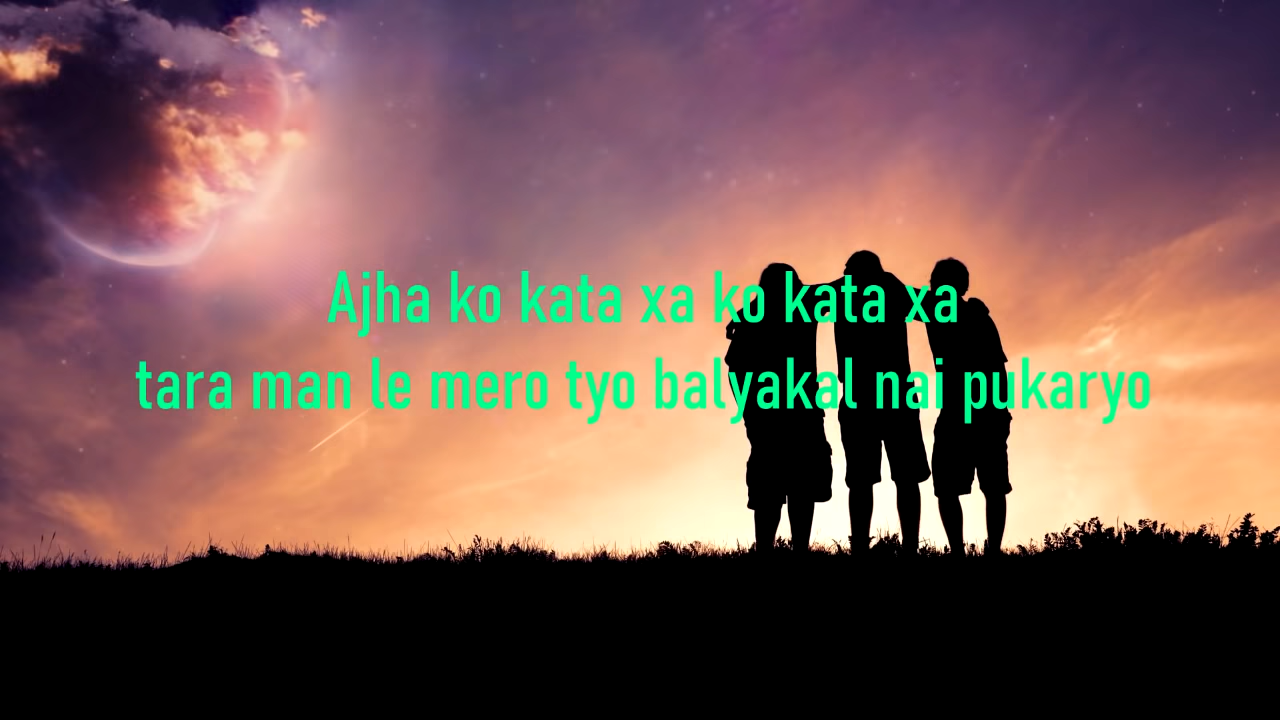 Ajha ko kata xa ko kata xa
tara man le mero tyo balyakal nai pukaryo